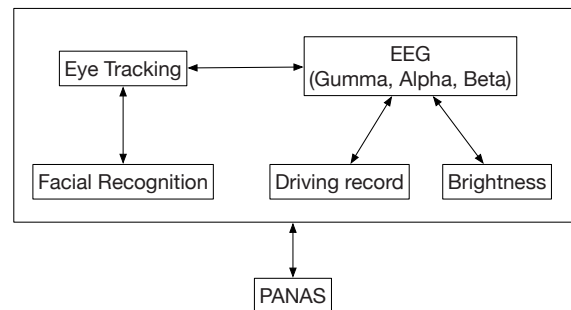 Eye Tracking
EEG
(Gumma, Alpha, Beta)
Facial Recognition
Driving record
Brightness
PANAS